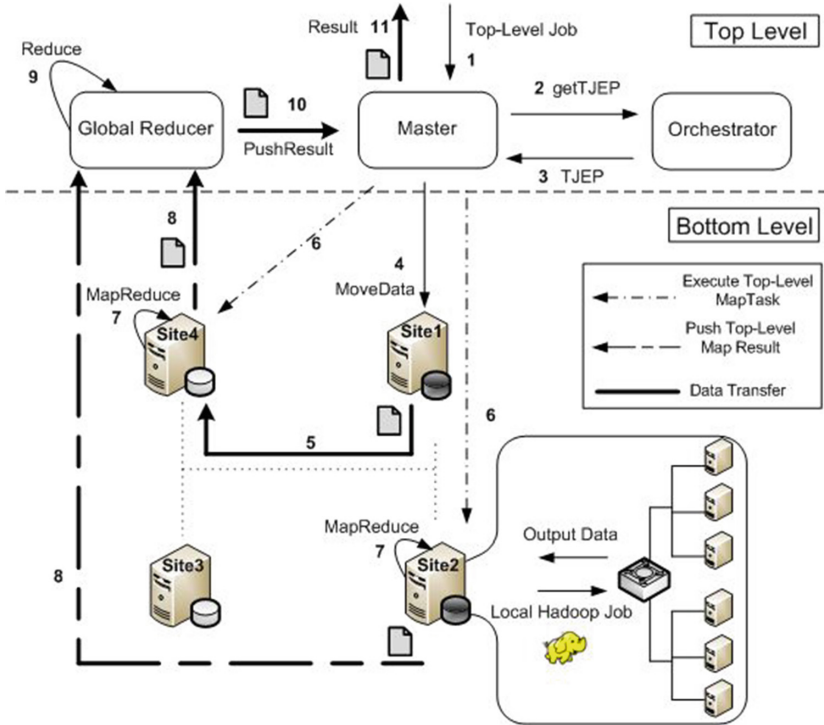 Result 11
Top-Level Job
Top Level
Reduce
9
1
Global Reducer
10
PushResult
Master
2 getTJEP
Orchestrator
3 TJEP
8
6
4
MoveData
Bottom Level
Execute Top-Level
MapTask
Push Top-Level
Map Result
Data Transfer
MapReduce
7
Site4
Site1
5
6
MapReduce
7
Site3
Site2
8
Output Data
Local Hadoop Job